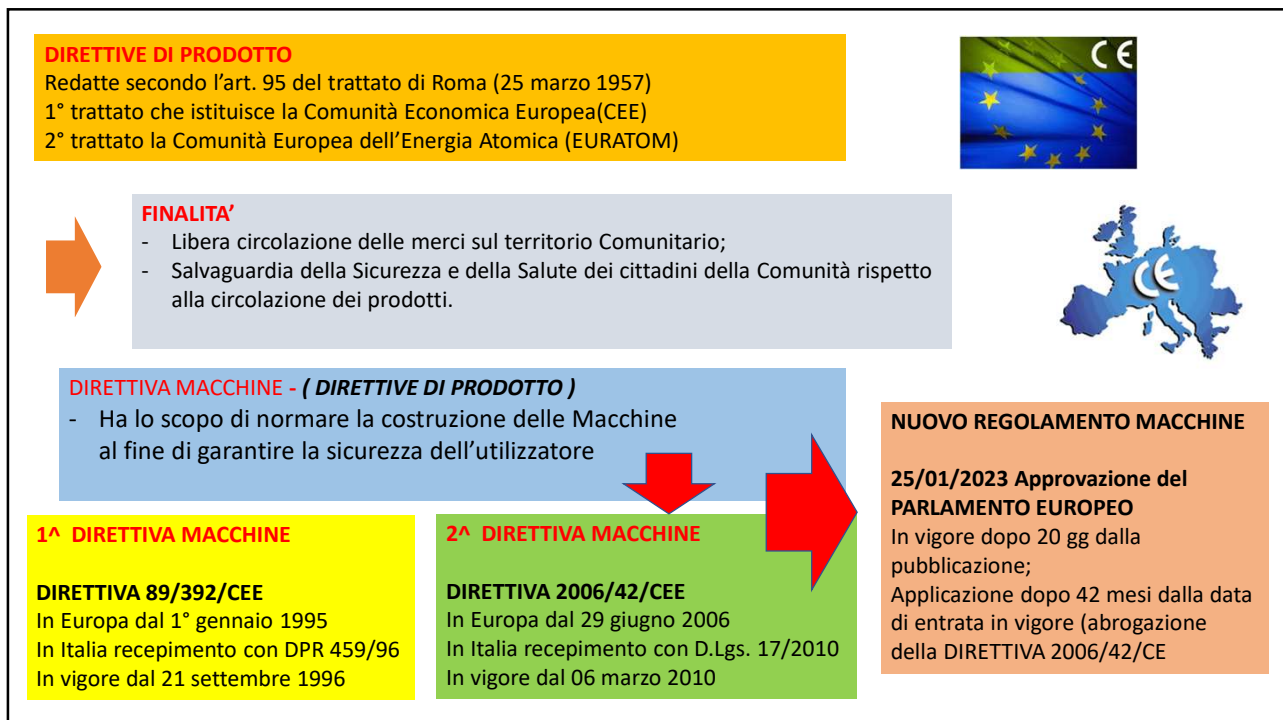 DIRETTIVE DI PRODOTTO
Redatte secondo l’art. 95 del trattato di Roma (25 marzo 1957)
1° trattato che istituisce la Comunità Economica Europea(CEE)
2° trattato la Comunità Europea dell’Energia Atomica (EURATOM)
CE
FINALITA’
- Libera circolazione delle merci sul territorio Comunitario;
- Salvaguardia della Sicurezza e della Salute dei cittadini della Comunità rispetto
alla circolazione dei prodotti.
CE
DIRETTIVA MACCHINE - ( DIRETTIVE DI PRODOTTO )
- Ha lo scopo di normare la costruzione delle Macchine
al fine di garantire la sicurezza dell’utilizzatore
1^ DIRETTIVA MACCHINE
DIRETTIVA 89/392/CEE
In Europa dal 1° gennaio 1995
In Italia recepimento con DPR 459/96
In vigore dal 21 settembre 1996
2^ DIRETTIVA MACCHINE
DIRETTIVA 2006/42/CEE
In Europa dal 29 giugno 2006
In Italia recepimento con D.Lgs. 17/2010
In vigore dal 06 marzo 2010
NUOVO REGOLAMENTO MACCHINE
25/01/2023 Approvazione del
PARLAMENTO EUROPEO
In vigore dopo 20 gg dalla
pubblicazione;
Applicazione dopo 42 mesi dalla data
di entrata in vigore (abrogazione
della DIRETTIVA 2006/42/CE